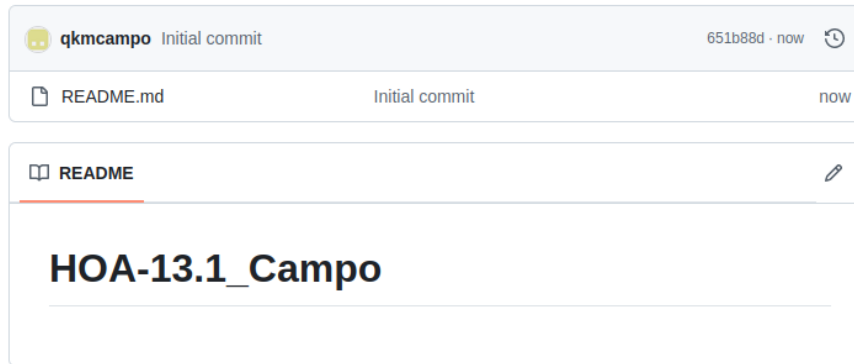 qkmcampo Initial commit 651b88d · now
README.md Initial commit now
README
HOA-13.1_Campo